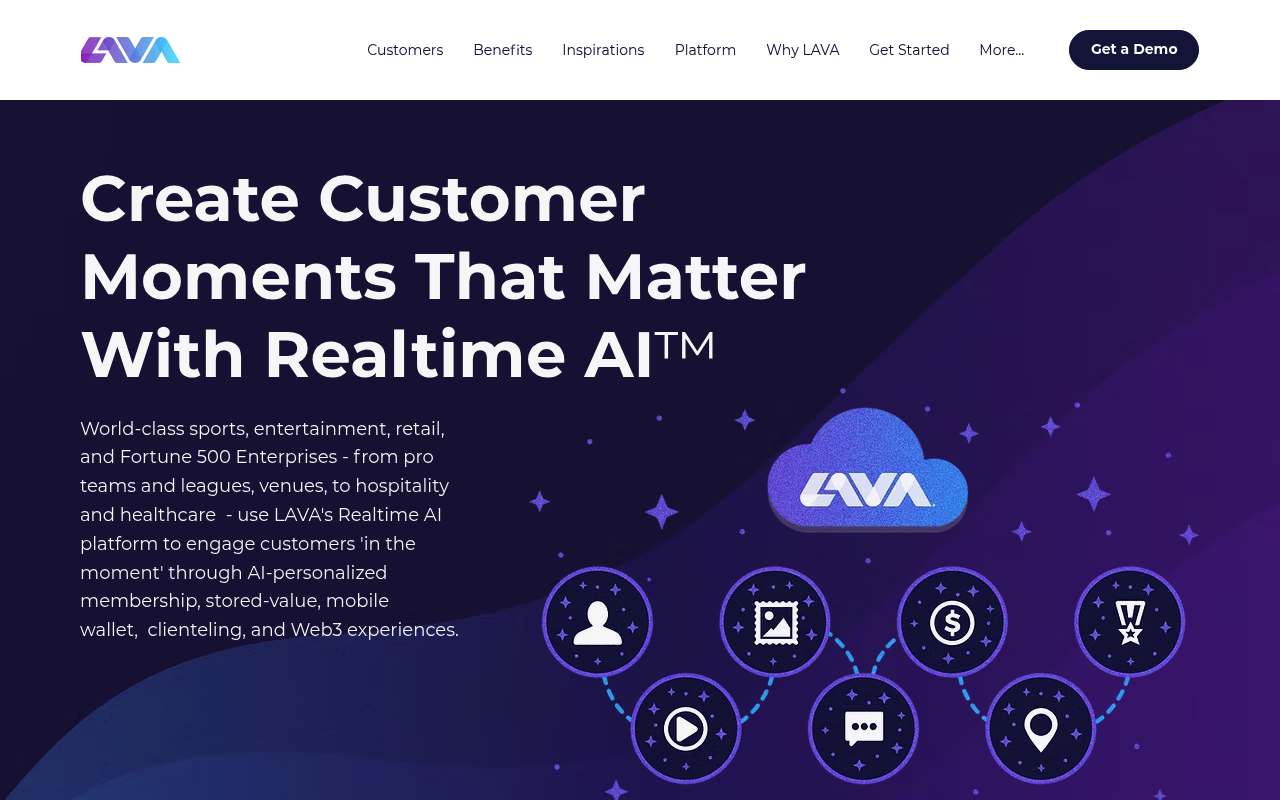 LAVA
Customers Benefits Inspirations Platform Why LAVA Get Started More... Get a Demo
Create Customer
Moments That Matter
With Realtime AI™
World-class sports, entertainment, retail,
and Fortune 500 Enterprises - from pro
teams and leagues, venues, to hospitality
and healthcare  - use LAVA's Realtime AI
platform to engage customers 'in the
moment' through AI-personalized
membership, stored-value, mobile
wallet,  clienteling, and Web3 experiences.
LAVA